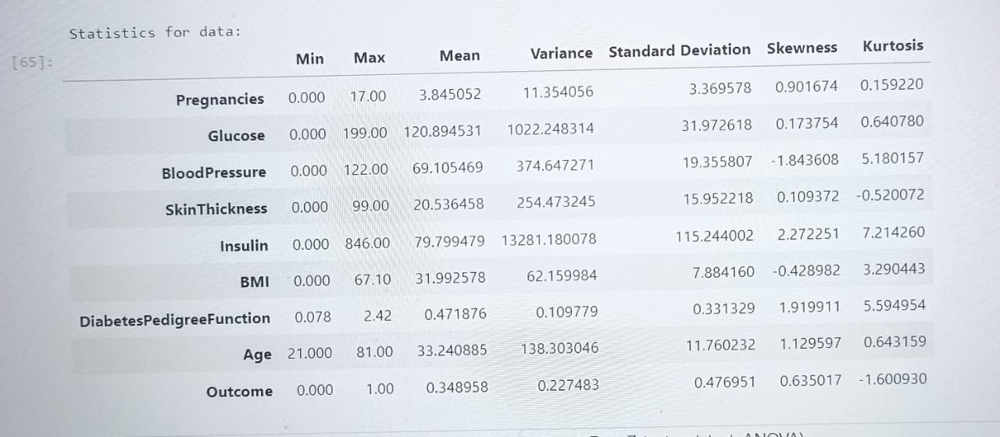 Statistics for data:
[65]:
Min Max Mean Variance Standard Deviation Skewness Kurtosis
Pregnancies 0.000 17.00 3.845052 11.354056 3.369578 0.901674 0.159220
Glucose 0.000 199.00 120.894531 1022.248314 31.972618 0.173754 0.640780
BloodPressure 0.000 122.00 69.105469 374.647271 19.355807 -1.843608 5.180157
SkinThickness 0.000 99.00 20.536458 254.473245 15.952218 0.109372 -0.520072
Insulin 0.000 846.00 79.799479 13281.180078 115.244002 2.272251 7.214260
BMI 0.000 67.10 31.992578 62.159984 7.884160 -0.428982 3.290443
DiabetesPedigreeFunction 0.078 2.42 0.471876 0.109779 0.331329 1.919911 5.594954
Age 21.000 81.00 33.240885 138.303046 11.760232 1.129597 0.643159
Outcome 0.000 1.00 0.348958 0.227483 0.476951 0.635017 -1.600930
ANOVA)